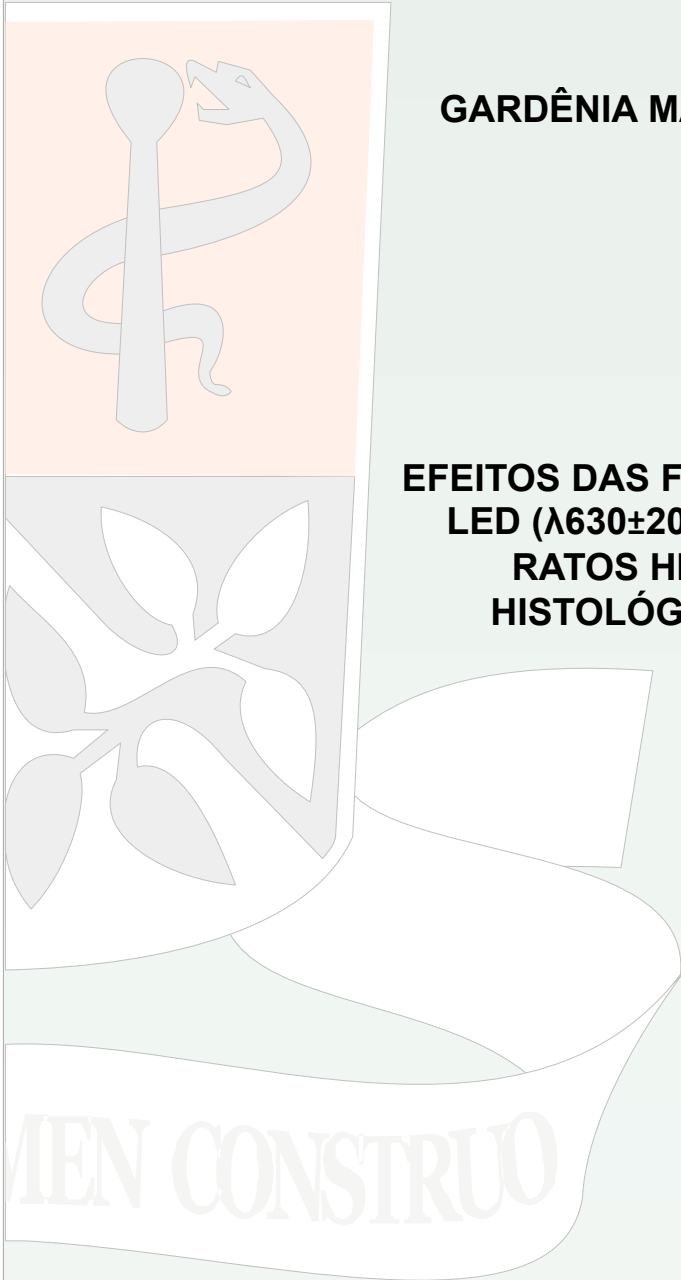 GARDÊNIA MA
EFEITOS DAS F
LED (λ630±20
RATOS HI
HISTOLÓG
MEN CONSTRUO